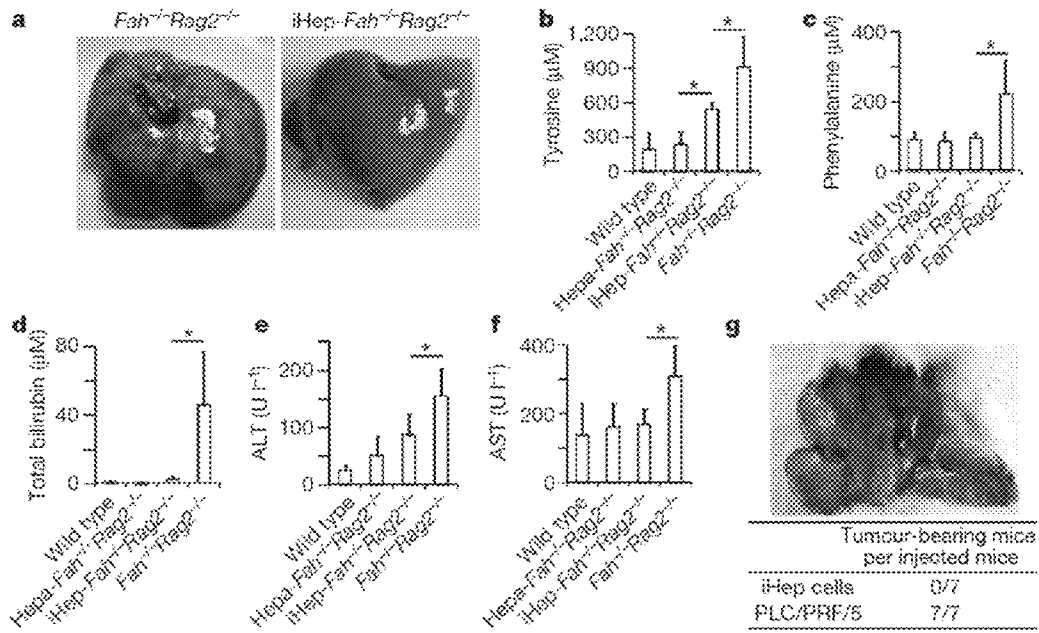 a
Fah⁻/⁻Rag2⁻/⁻
iHep-Fah⁻/⁻Rag2⁻/⁻
b
Tyrosine (µM)
1,200
900
600
300
0
*
*
Wild type
Hepa-Fah⁻/⁻Rag2⁻/⁻
iHep-Fah⁻/⁻Rag2⁻/⁻
Fah⁻/⁻Rag2⁻/⁻
c
Phenylalanine (µM)
400
200
0
*
Wild type
Hepa-Fah⁻/⁻Rag2⁻/⁻
iHep-Fah⁻/⁻Rag2⁻/⁻
Fah⁻/⁻Rag2⁻/⁻
d
Total bilirubin (µM)
80
40
0
*
Wild type
Hepa-Fah⁻/⁻Rag2⁻/⁻
iHep-Fah⁻/⁻Rag2⁻/⁻
Fah⁻/⁻Rag2⁻/⁻
e
ALT (U l⁻¹)
200
100
0
*
Wild type
Hepa-Fah⁻/⁻Rag2⁻/⁻
iHep-Fah⁻/⁻Rag2⁻/⁻
Fah⁻/⁻Rag2⁻/⁻
f
AST (U l⁻¹)
400
200
0
*
Wild type
Hepa-Fah⁻/⁻Rag2⁻/⁻
iHep-Fah⁻/⁻Rag2⁻/⁻
Fah⁻/⁻Rag2⁻/⁻
g
Tumour-bearing mice
per injected mice
iHep cells 0/7
PLC/PRF/5 7/7